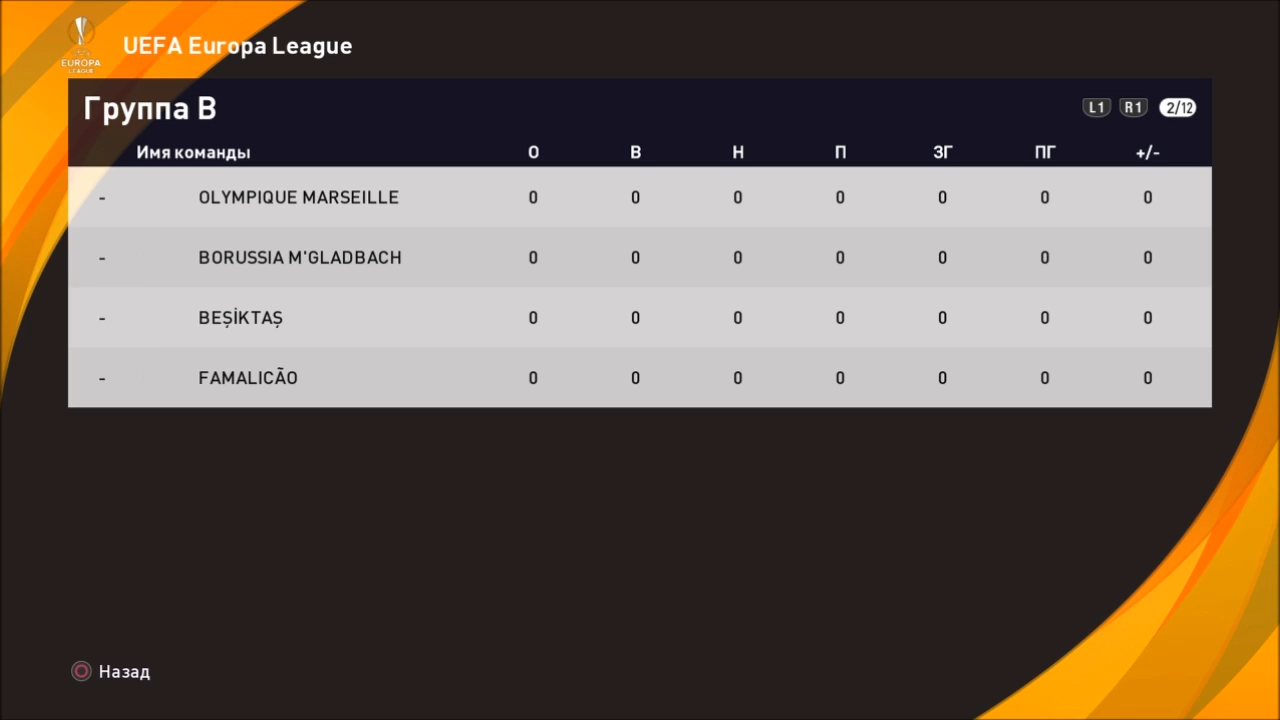 UEFA Europa League
EUROPA
LEAGUE
Группа B
L1 R1 2/12
Имя команды О В Н П ЗГ ПГ +/-
- OLYMPIQUE MARSEILLE 0 0 0 0 0 0 0
- BORUSSIA M'GLADBACH 0 0 0 0 0 0 0
- BEŞİKTAŞ 0 0 0 0 0 0 0
- FAMALICÃO 0 0 0 0 0 0 0
Назад